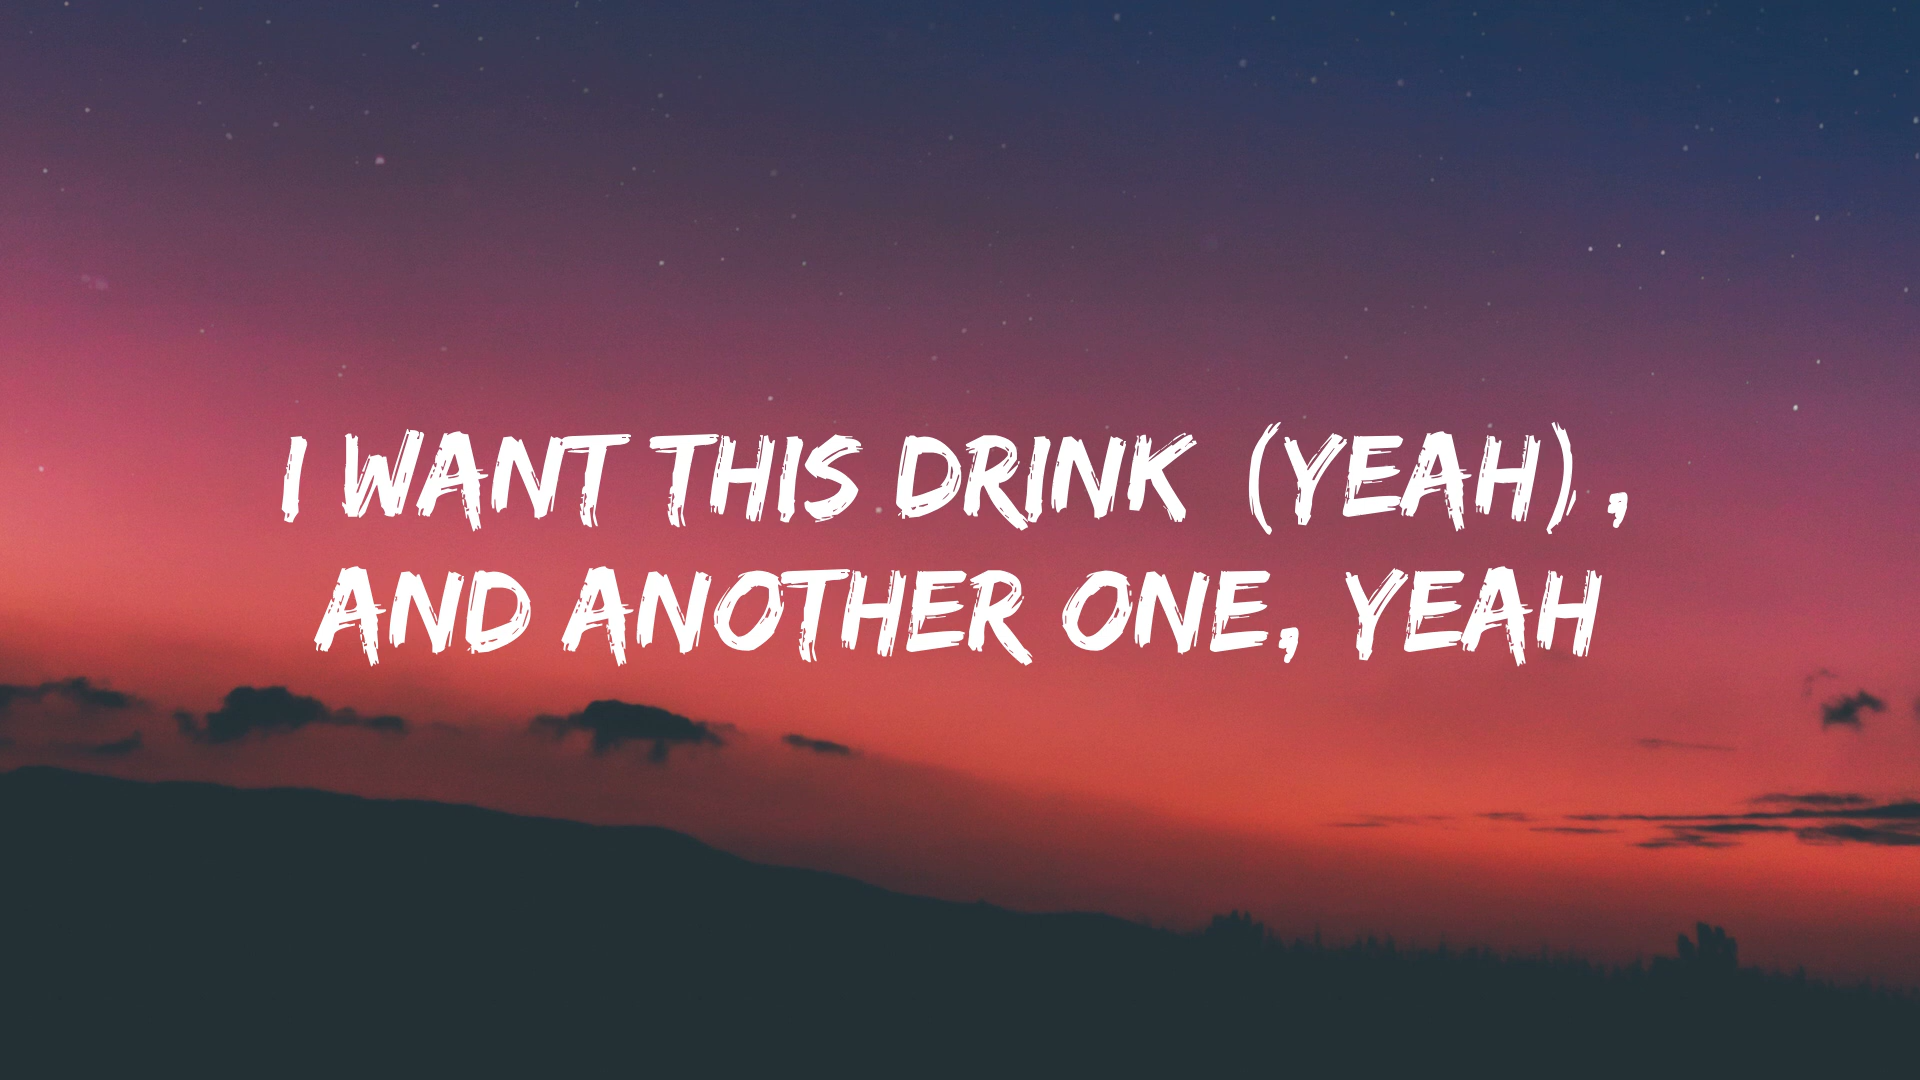 I WANT THIS DRINK  (YEAH) ,
AND ANOTHER ONE, YEAH